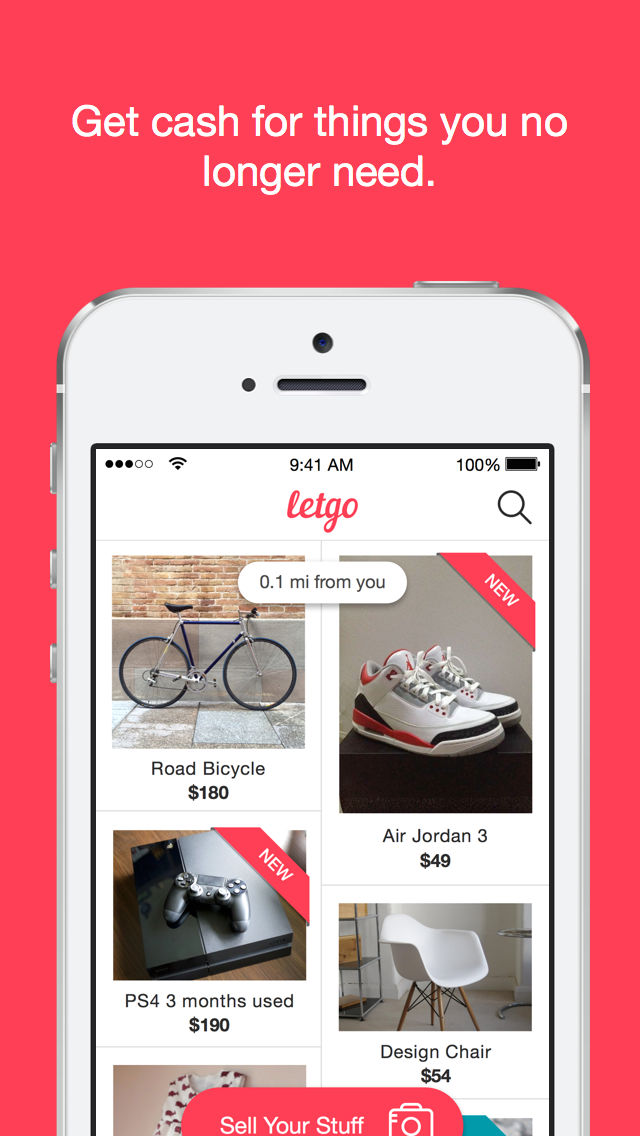 Get cash for things you no
longer need.
9:41 AM
100%
letgo
0.1 mi from you
NEW
Road Bicycle
$180
Air Jordan 3
$49
NEW
PS4 3 months used
$190
Design Chair
$54
Sell Your Stuff